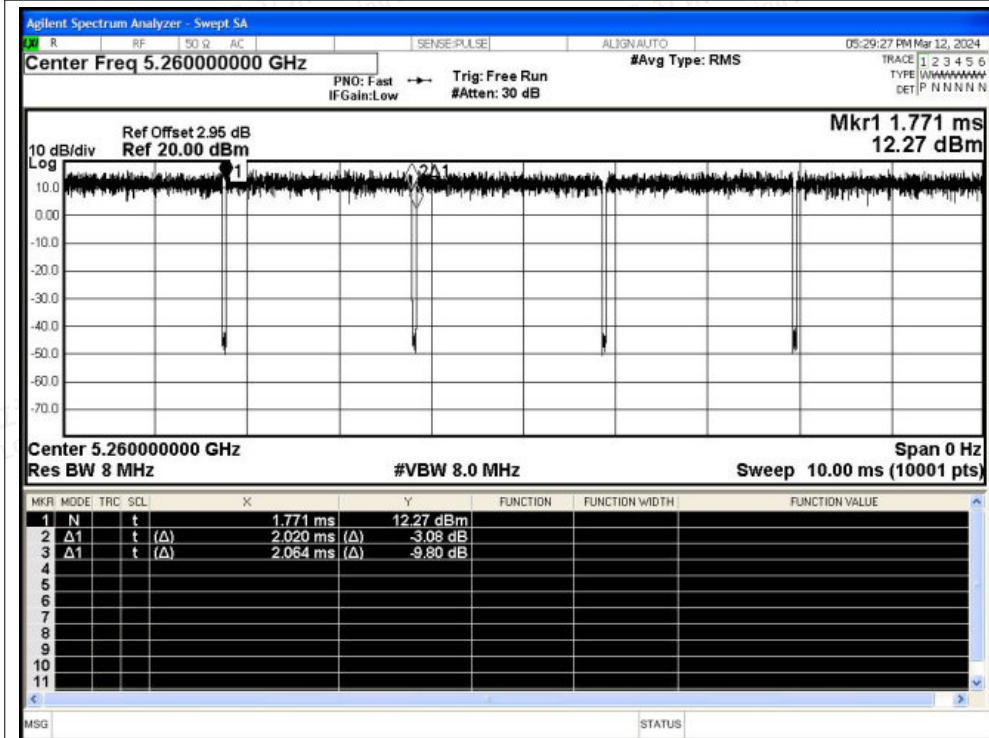 Agilent Spectrum Analyzer - Swept SA
LXI R RF 50 Ω AC SENSE:PULSE ALIGN AUTO 05:29:27 PM Mar 12, 2024
Center Freq 5.260000000 GHz #Avg Type: RMS TRACE 1 2 3 4 5 6
PNO: Fast Trig: Free Run TYPE
IFGain:Low #Atten: 30 dB DET P N N N N N
Ref Offset 2.95 dB Mkr1 1.771 ms
10 dB/div Ref 20.00 dBm 12.27 dBm
Log
1 2Δ1
10.0
0.00
-10.0
-20.0
-30.0
-40.0
-50.0
-60.0
-70.0
Center 5.260000000 GHz Span 0 Hz
Res BW 8 MHz #VBW 8.0 MHz Sweep 10.00 ms (10001 pts)
MKR MODE TRC SCL X Y FUNCTION FUNCTION WIDTH FUNCTION VALUE
1 N t 1.771 ms 12.27 dBm
2 Δ1 t (Δ) 2.020 ms (Δ) -3.08 dB
3 Δ1 t (Δ) 2.064 ms (Δ) -9.80 dB
4
5
6
7
8
9
10
11
MSG STATUS